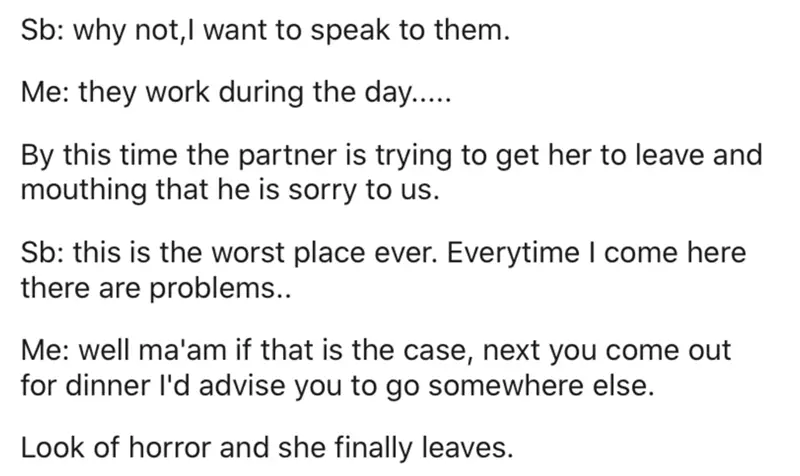 Sb: why not,I want to speak to them.
Me: they work during the day.....
By this time the partner is trying to get her to leave and
mouthing that he is sorry to us.
Sb: this is the worst place ever. Everytime I come here
there are problems..
Me: well ma'am if that is the case, next you come out
for dinner I'd advise you to go somewhere else.
Look of horror and she finally leaves.